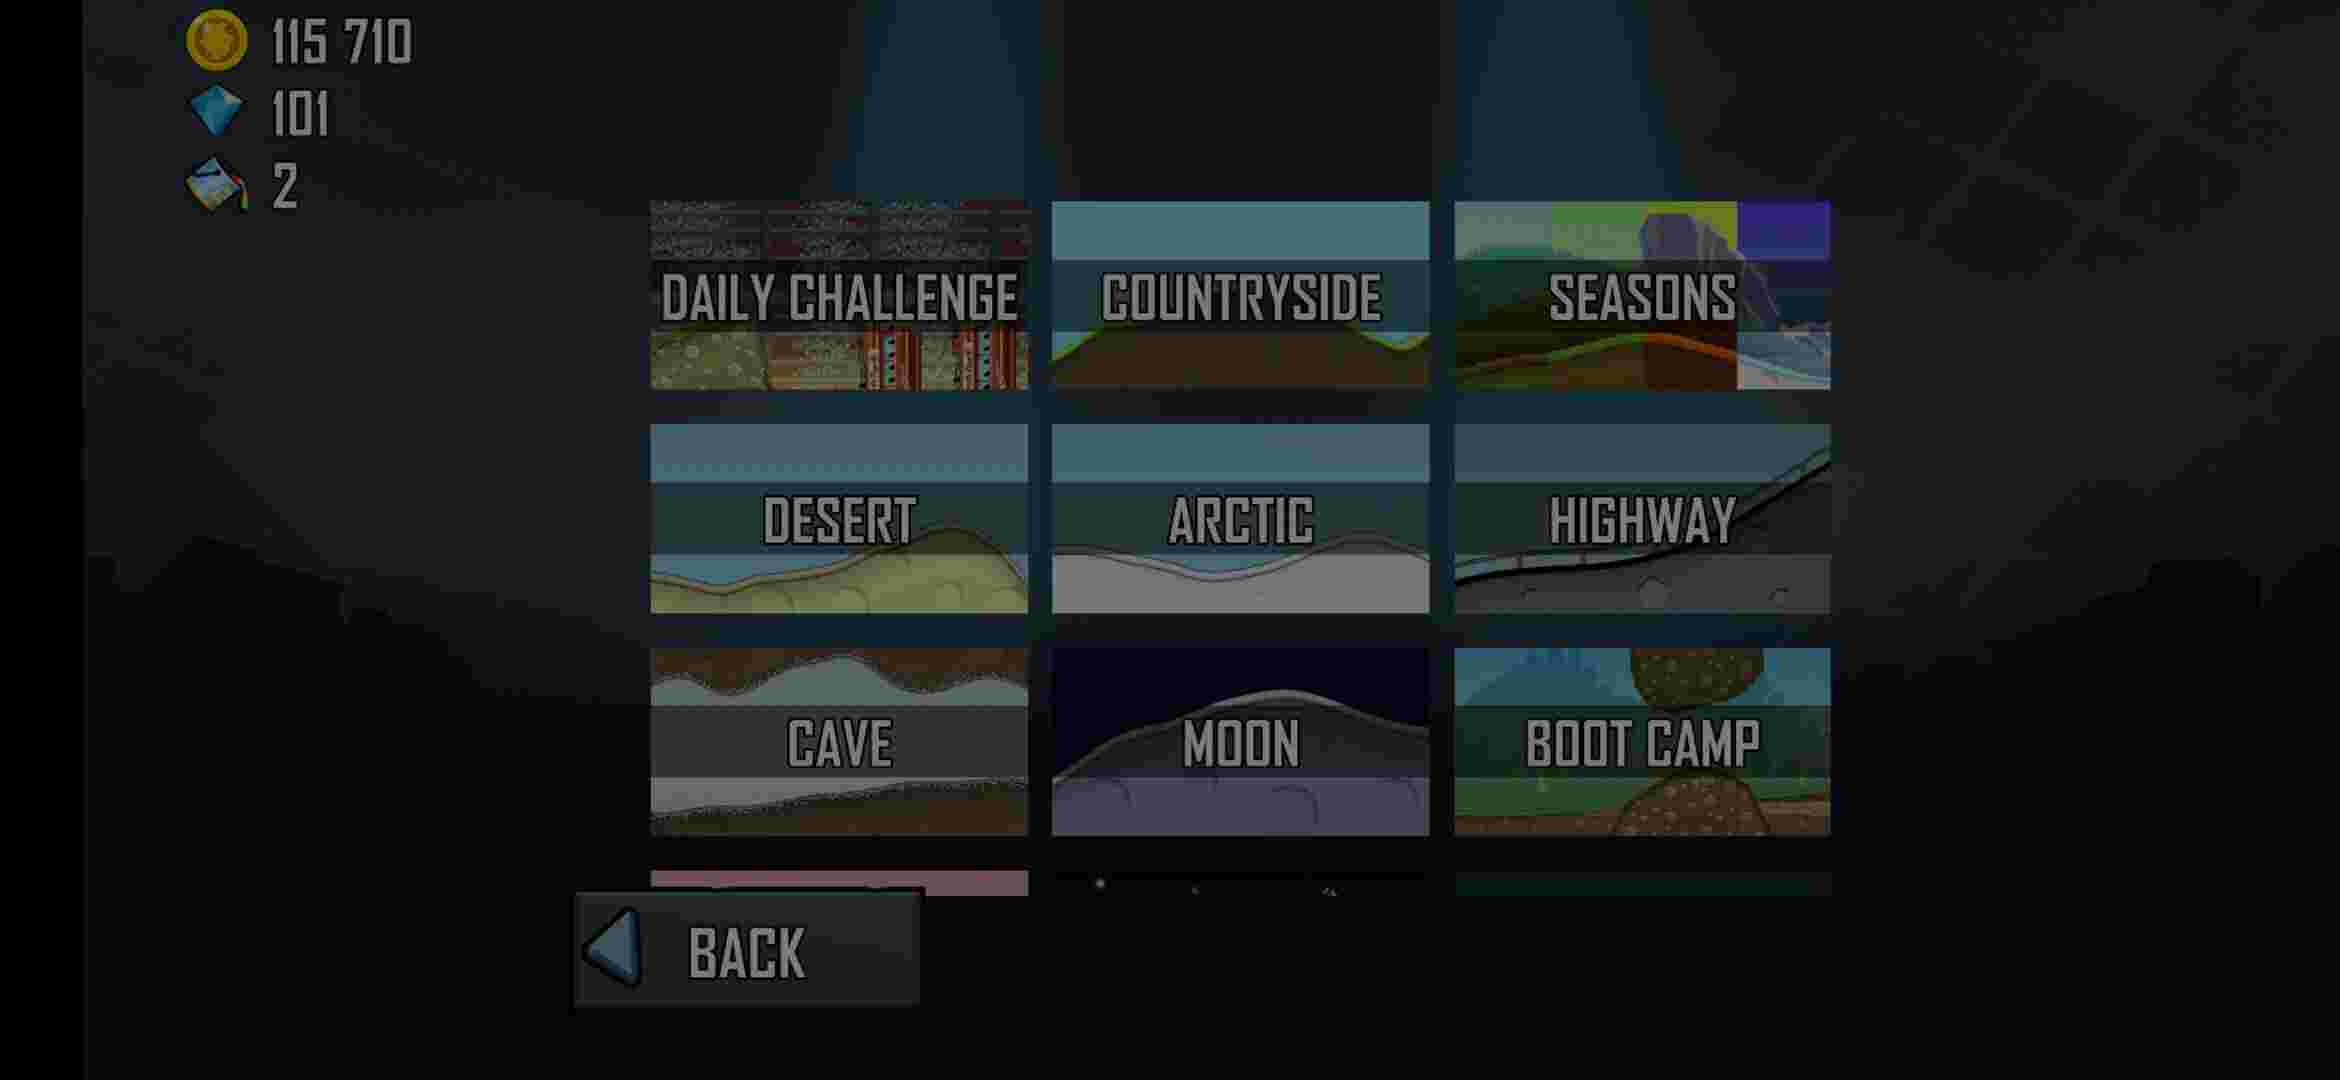 115 710
101
2
DAILY CHALLENGE
COUNTRYSIDE
SEASONS
DESERT
ARCTIC
HIGHWAY
CAVE
MOON
BOOT CAMP
BACK